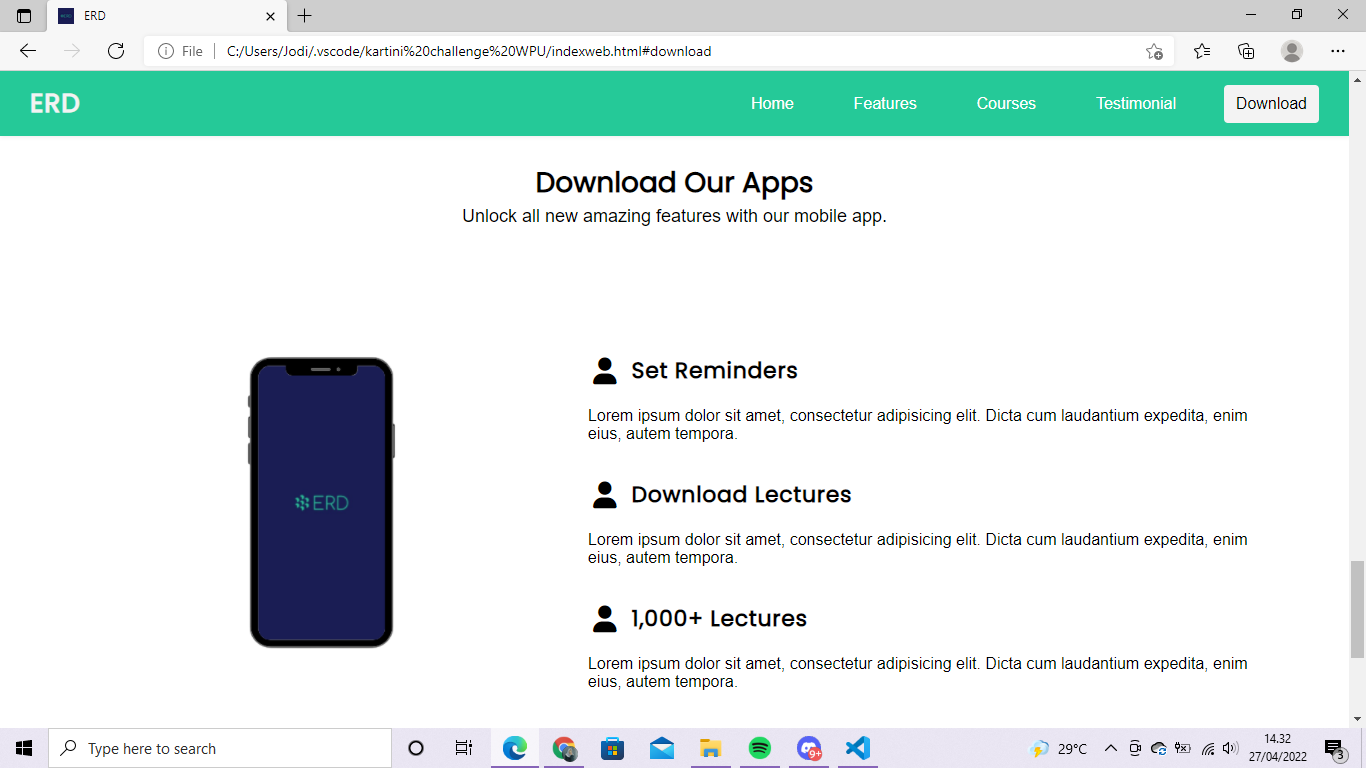 ERD
File
C:/Users/Jodi/.vscode/kartini%20challenge%20WPU/indexweb.html#download
ERD
Home
Features
Courses
Testimonial
Download
Download Our Apps
Unlock all new amazing features with our mobile app.
ERD
Set Reminders
Lorem ipsum dolor sit amet, consectetur adipisicing elit. Dicta cum laudantium expedita, enim
eius, autem tempora.
Download Lectures
Lorem ipsum dolor sit amet, consectetur adipisicing elit. Dicta cum laudantium expedita, enim
eius, autem tempora.
1,000+ Lectures
Lorem ipsum dolor sit amet, consectetur adipisicing elit. Dicta cum laudantium expedita, enim
eius, autem tempora.
Type here to search
9+
29°C
14.32
27/04/2022
3